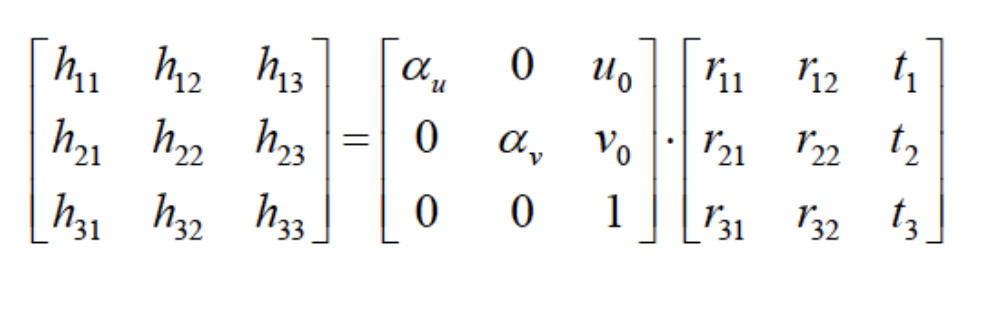 [h₁₁ h₁₂ h₁₃] [αᵤ 0 u₀] [r₁₁ r₁₂ t₁]
[h₂₁ h₂₂ h₂₃] = [0 αᵥ v₀] · [r₂₁ r₂₂ t₂]
[h₃₁ h₃₂ h₃₃] [0 0 1] [r₃₁ r₃₂ t₃]